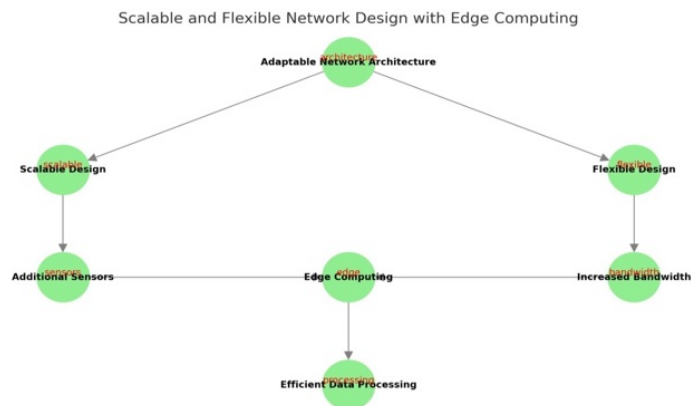 Scalable and Flexible Network Design with Edge Computing
architecture
Adaptable Network Architecture
scalable
Scalable Design
flexible
Flexible Design
sensors
Additional Sensors
edge
Edge Computing
bandwidth
Increased Bandwidth
processing
Efficient Data Processing